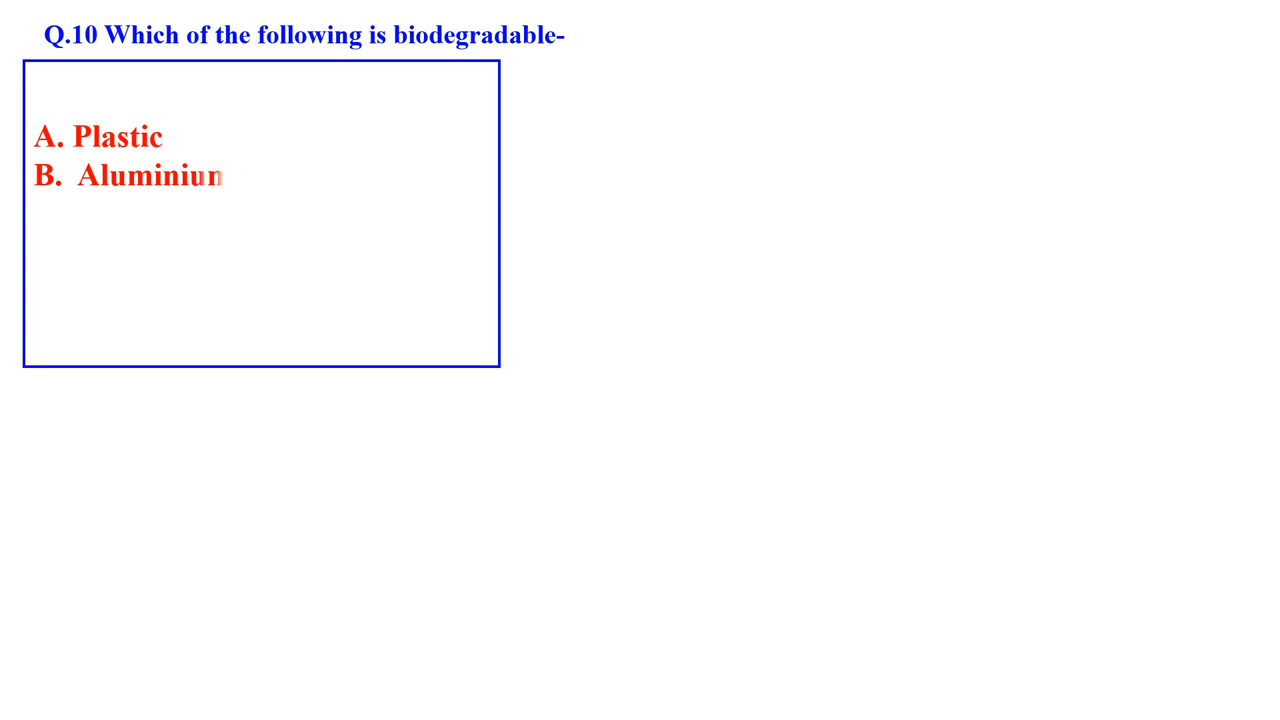 Q.10 Which of the following is biodegradable-
A. Plastic
B. Aluminiun